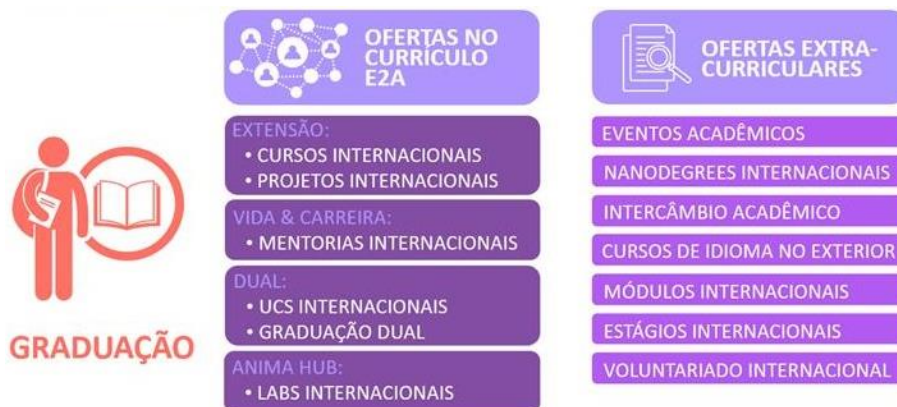 OFERTAS NO
CURRÍCULO
E2A
EXTENSÃO:
• CURSOS INTERNACIONAIS
• PROJETOS INTERNACIONAIS
VIDA & CARREIRA:
• MENTORIAS INTERNACIONAIS
DUAL:
• UCS INTERNACIONAIS
• GRADUAÇÃO DUAL
ANIMA HUB:
• LABS INTERNACIONAIS
OFERTAS EXTRA-
CURRICULARES
EVENTOS ACADÊMICOS
NANODEGREES INTERNACIONAIS
INTERCÂMBIO ACADÊMICO
CURSOS DE IDIOMA NO EXTERIOR
MÓDULOS INTERNACIONAIS
ESTÁGIOS INTERNACIONAIS
VOLUNTARIADO INTERNACIONAL
GRADUAÇÃO